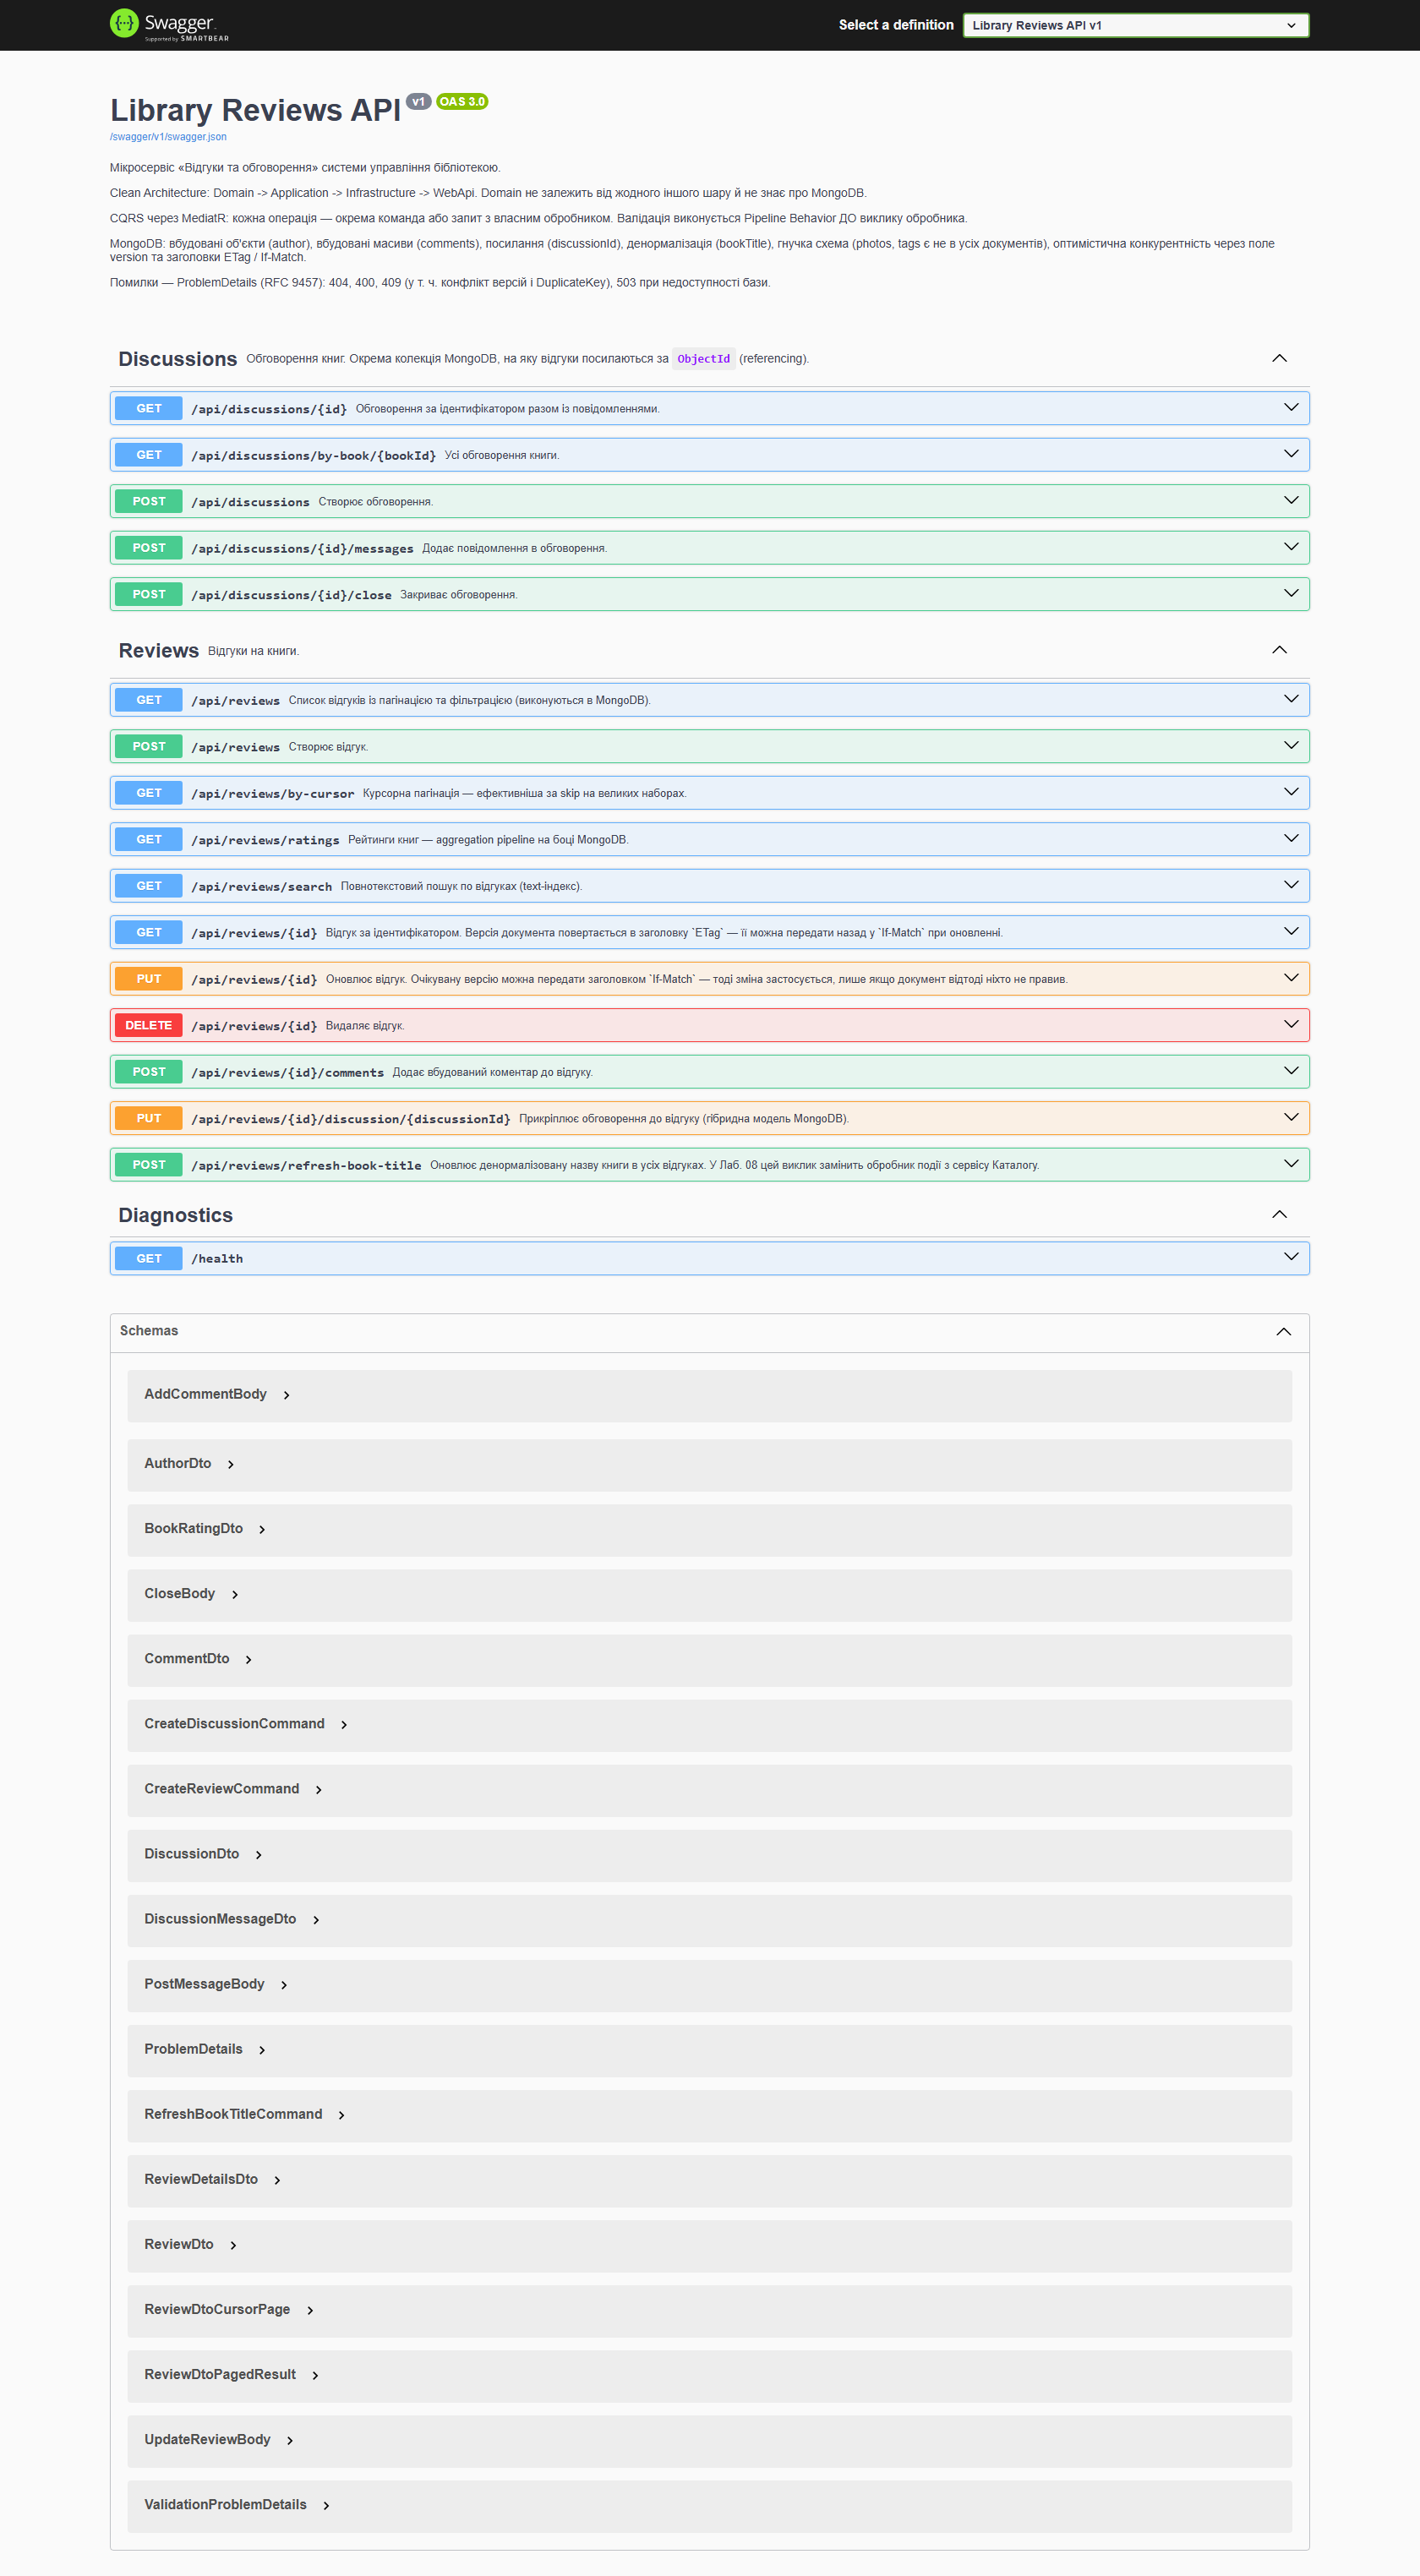 Swagger.
Supported by SMARTBEAR
Select a definition
Library Reviews API v1
Library Reviews API v1 OAS 3.0
/swagger/v1/swagger.json
Мікросервіс «Відгуки та обговорення» системи управління бібліотекою.
Clean Architecture: Domain -> Application -> Infrastructure -> WebApi. Domain не залежить від жодного іншого шару й не знає про MongoDB.
CQRS через MediatR: кожна операція — окрема команда або запит з власним обробником. Валідація виконується Pipeline Behavior ДО виклику обробника.
MongoDB: вбудовані об'єкти (author), вбудовані масиви (comments), посилання (discussionId), денормалізація (bookTitle), гнучка схема (photos, tags є не в усіх документів), оптимістична конкурентність через поле
version та заголовки ETag / If-Match.
Помилки — ProblemDetails (RFC 9457): 404, 400, 409 (у т. ч. конфлікт версій і DuplicateKey), 503 при недоступності бази.
Discussions Обговорення книг. Окрема колекція MongoDB, на яку відгуки посилаються за ObjectId (referencing).
GET /api/discussions/{id} Обговорення за ідентифікатором разом із повідомленнями.
GET /api/discussions/by-book/{bookId} Усі обговорення книги.
POST /api/discussions Створює обговорення.
POST /api/discussions/{id}/messages Додає повідомлення в обговорення.
POST /api/discussions/{id}/close Закриває обговорення.
Reviews Відгуки на книги.
GET /api/reviews Список відгуків із пагінацією та фільтрацією (виконуються в MongoDB).
POST /api/reviews Створює відгук.
GET /api/reviews/by-cursor Курсорна пагінація — ефективніша за skip на великих наборах.
GET /api/reviews/ratings Рейтинги книг — aggregation pipeline на боці MongoDB.
GET /api/reviews/search Повнотекстовий пошук по відгуках (text-індекс).
GET /api/reviews/{id} Відгук за ідентифікатором. Версія документа повертається в заголовку `ETag` — її можна передати назад у `If-Match` при оновленні.
PUT /api/reviews/{id} Оновлює відгук. Очікувану версію можна передати заголовком `If-Match` — тоді зміна застосується, лише якщо документ відтоді ніхто не правив.
DELETE /api/reviews/{id} Видаляє відгук.
POST /api/reviews/{id}/comments Додає вбудований коментар до відгуку.
PUT /api/reviews/{id}/discussion/{discussionId} Прикріплює обговорення до відгуку (гібридна модель MongoDB).
POST /api/reviews/refresh-book-title Оновлює денормалізовану назву книги в усіх відгуках. У Лаб. 08 цей виклик замінить обробник події з сервісу Каталогу.
Diagnostics
GET /health
Schemas
AddCommentBody
AuthorDto
BookRatingDto
CloseBody
CommentDto
CreateDiscussionCommand
CreateReviewCommand
DiscussionDto
DiscussionMessageDto
PostMessageBody
ProblemDetails
RefreshBookTitleCommand
ReviewDetailsDto
ReviewDto
ReviewDtoCursorPage
ReviewDtoPagedResult
UpdateReviewBody
ValidationProblemDetails